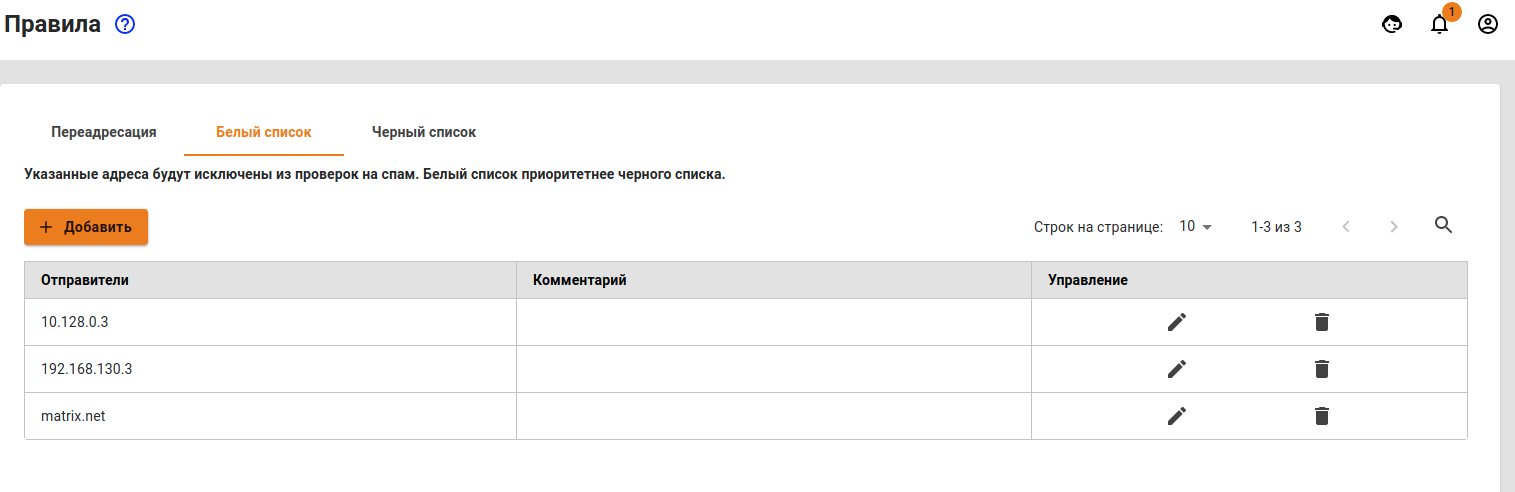 Правила
1
Переадресация Белый список Черный список
Указанные адреса будут исключены из проверок на спам. Белый список приоритетнее черного списка.
+ Добавить Строк на странице: 10 1-3 из 3
Отправители Комментарий Управление
10.128.0.3
192.168.130.3
matrix.net